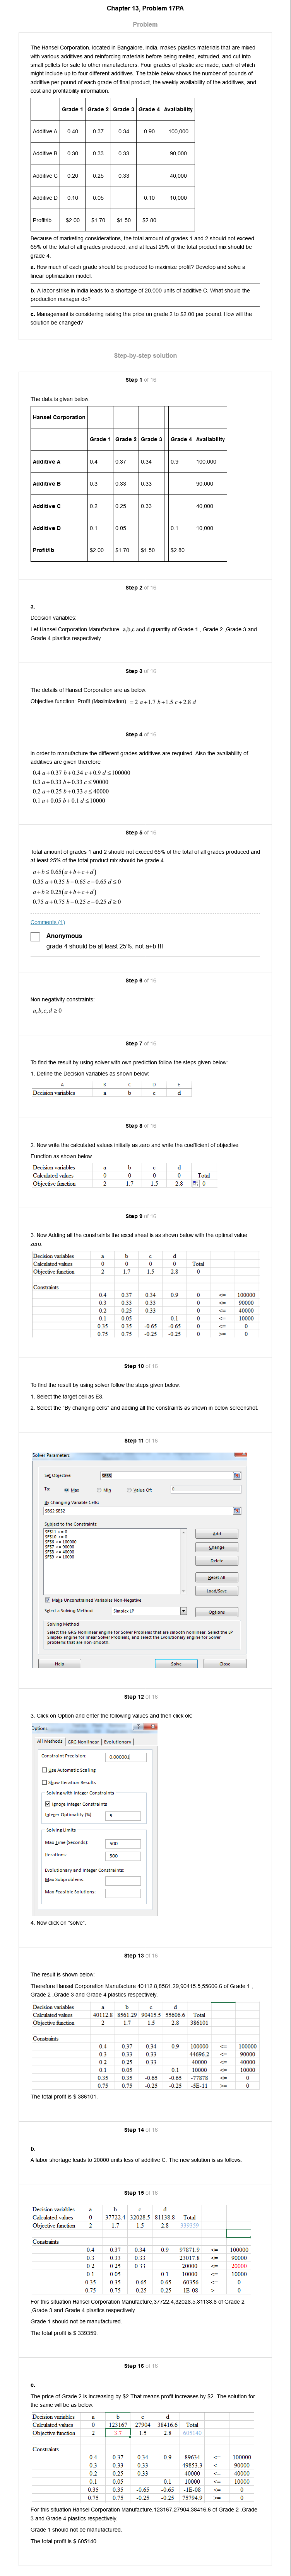 Chapter 13, Problem 17PA
Problem
The Hansel Corporation, located in Bangalore, India, makes plastics materials that are mixed
with various additives and reinforcing materials before being melted, extruded, and cut into
small pellets for sale to other manufacturers. Four grades of plastic are made, each of which
might include up to four different additives. The table below shows the number of pounds of
additive per pound of each grade of final product, the weekly availability of the additives, and
cost and profitability information.
Grade 1 Grade 2 Grade 3 Grade 4 Availability
Additive A 0.40 0.37 0.34 0.90 100,000
Additive B 0.30 0.33 0.33 90,000
Additive C 0.20 0.25 0.33 40,000
Additive D 0.10 0.05 0.10 10,000
Profit/lb $2.00 $1.70 $1.50 $2.80
Because of marketing considerations, the total amount of grades 1 and 2 should not exceed
65% of the total of all grades produced, and at least 25% of the total product mix should be
grade 4.
a. How much of each grade should be produced to maximize profit? Develop and solve a
linear optimization model.
b. A labor strike in India leads to a shortage of 20,000 units of additive C. What should the
production manager do?
c. Management is considering raising the price on grade 2 to $2.00 per pound. How will the
solution be changed?
Step-by-step solution
Step 1 of 16
The data is given below:
Hansel Corporation
Grade 1 Grade 2 Grade 3 Grade 4 Availability
Additive A 0.4 0.37 0.34 0.9 100,000
Additive B 0.3 0.33 0.33 90,000
Additive C 0.2 0.25 0.33 40,000
Additive D 0.1 0.05 0.1 10,000
Profit/lb $2.00 $1.70 $1.50 $2.80
Step 2 of 16
a.
Decision variables:
Let Hansel Corporation Manufacture a,b,c and d quantity of Grade 1 , Grade 2 ,Grade 3 and
Grade 4 plastics respectively.
Step 3 of 16
The details of Hansel Corporation are as below.
Objective function: Profit (Maximization) = 2 a+1.7 b+1.5 c+2.8 d
Step 4 of 16
In order to manufacture the different grades additives are required .Also the availability of
additives are given therefore
0.4 a+0.37 b+0.34 c+0.9 d ≤ 100000
0.3 a+0.33 b+0.33 c ≤ 90000
0.2 a+0.25 b+0.33 c ≤ 40000
0.1 a+0.05 b+0.1 d ≤ 10000
Step 5 of 16
Total amount of grades 1 and 2 should not exceed 65% of the total of all grades produced and
at least 25% of the total product mix should be grade 4.
a+b ≤ 0.65(a+b+c+d)
0.35 a+0.35 b−0.65 c−0.65 d ≤ 0
a+b ≥ 0.25(a+b+c+d)
0.75 a+0.75 b−0.25 c−0.25 d ≥ 0
Comments (1)
Anonymous
grade 4 should be at least 25%. not a+b !!!
Step 6 of 16
Non negativity constraints:
a,b,c,d ≥ 0
Step 7 of 16
To find the result by using solver with own prediction follow the steps given below:
1. Define the Decision variables as shown below:
A B C D E
Decision variables a b c d
Step 8 of 16
2. Now write the calculated values initially as zero and write the coefficient of objective
Function as shown below.
Decision variables a b c d
Calculated values 0 0 0 0 Total
Objective function 2 1.7 1.5 2.8 0
Step 9 of 16
3. Now Adding all the constraints the excel sheet is as shown below with the optimal value
zero.
Decision variables a b c d
Calculated values 0 0 0 0 Total
Objective function 2 1.7 1.5 2.8 0
Constraints
0.4 0.37 0.34 0.9 0 <= 100000
0.3 0.33 0.33 0 <= 90000
0.2 0.25 0.33 0 <= 40000
0.1 0.05 0.1 0 <= 10000
0.35 0.35 -0.65 -0.65 0 <= 0
0.75 0.75 -0.25 -0.25 0 >= 0
Step 10 of 16
To find the result by using solver follow the steps given below:
1. Select the target cell as E3.
2. Select the "By changing cells" and adding all the constraints as shown in below screenshot.
Step 11 of 16
Solver Parameters
Set Objective:
To: Max Min Value Of: 0
By Changing Variable Cells:
$B$2:$E$2
Subject to the Constraints:
$F$11 >= 0
$F$10 <= 0
$F$6 <= 100000
$F$7 <= 90000
$F$8 <= 40000
$F$9 <= 10000
Add
Change
Delete
Reset All
Load/Save
Make Unconstrained Variables Non-Negative
Select a Solving Method: Simplex LP Options
Solving Method
Select the GRG Nonlinear engine for Solver Problems that are smooth nonlinear. Select the LP
Simplex engine for linear Solver Problems, and select the Evolutionary engine for Solver
problems that are non-smooth.
Help Solve Close
Step 12 of 16
3. Click on Option and enter the following values and then click ok.
Options
All Methods GRG Nonlinear Evolutionary
Constraint Precision: 0.000001
Use Automatic Scaling
Show Iteration Results
Solving with Integer Constraints
Ignore Integer Constraints
Integer Optimality (%): 5
Solving Limits
Max Time (Seconds): 500
Iterations: 500
Evolutionary and Integer Constraints:
Max Subproblems:
Max Feasible Solutions:
4. Now click on "solve".
Step 13 of 16
The result is shown below:
Therefore Hansel Corporation Manufacture 40112.8,8561.29,90415.5,55606.6 of Grade 1 ,
Grade 2 ,Grade 3 and Grade 4 plastics respectively.
Decision variables a b c d
Calculated values 40112.8 8561.29 90415.5 55606.6 Total
Objective function 2 1.7 1.5 2.8 386101
Constraints
0.4 0.37 0.34 0.9 100000 <= 100000
0.3 0.33 0.33 44696.2 <= 90000
0.2 0.25 0.33 40000 <= 40000
0.1 0.05 0.1 10000 <= 10000
0.35 0.35 -0.65 -0.65 -77878 <= 0
0.75 0.75 -0.25 -0.25 -5E-11 >= 0
The total profit is $ 386101.
Step 14 of 16
b.
A labor shortage leads to 20000 units less of additive C. The new solution is as follows.
Step 15 of 16
Decision variables a b c d
Calculated values 0 37722.4 32028.5 81138.8 Total
Objective function 2 1.7 1.5 2.8 339359
Constraints
0.4 0.37 0.34 0.9 97871.9 <= 100000
0.3 0.33 0.33 23017.8 <= 90000
0.2 0.25 0.33 20000 <= 20000
0.1 0.05 0.1 10000 <= 10000
0.35 0.35 -0.65 -0.65 -60356 <= 0
0.75 0.75 -0.25 -0.25 -1E-08 >= 0
For this situation Hansel Corporation Manufacture,37722.4,32028.5,81138.8 of Grade 2
,Grade 3 and Grade 4 plastics respectively.
Grade 1 should not be manufactured.
The total profit is $ 339359.
Step 16 of 16
c.
The price of Grade 2 is increasing by $2.That means profit increases by $2. The solution for
the same will be as below.
Decision variables a b c d
Calculated values 0 123167 27904 38416.6 Total
Objective function 2 3.7 1.5 2.8 605140
Constraints
0.4 0.37 0.34 0.9 89634 <= 100000
0.3 0.33 0.33 49853.3 <= 90000
0.2 0.25 0.33 40000 <= 40000
0.1 0.05 0.1 10000 <= 10000
0.35 0.35 -0.65 -0.65 -1E-08 <= 0
0.75 0.75 -0.25 -0.25 75794.9 >= 0
For this situation Hansel Corporation Manufacture,123167,27904,38416.6 of Grade 2 ,Grade
3 and Grade 4 plastics respectively.
Grade 1 should not be manufactured.
The total profit is $ 605140.